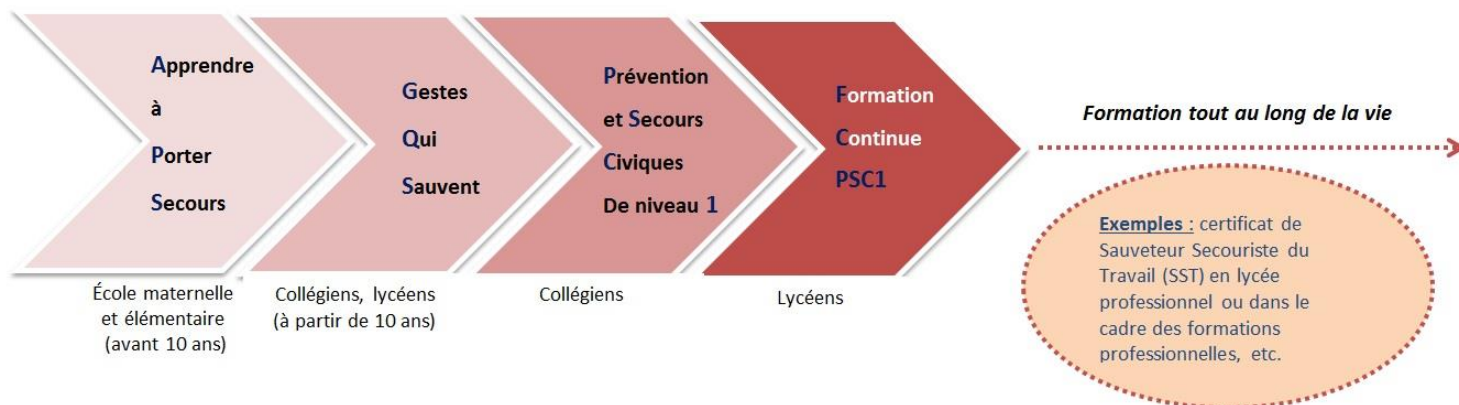 Apprendre
à
Porter
Secours
Gestes
Qui
Sauvent
Prévention
et Secours
Civiques
De niveau 1
Formation
Continue
PSC1
Formation tout au long de la vie
Exemples : certificat de
Sauveteur Secouriste du
Travail (SST) en lycée
professionnel ou dans le
cadre des formations
professionnelles, etc.
École maternelle
et élémentaire
(avant 10 ans)
Collégiens, lycéens
(à partir de 10 ans)
Collégiens
Lycéens